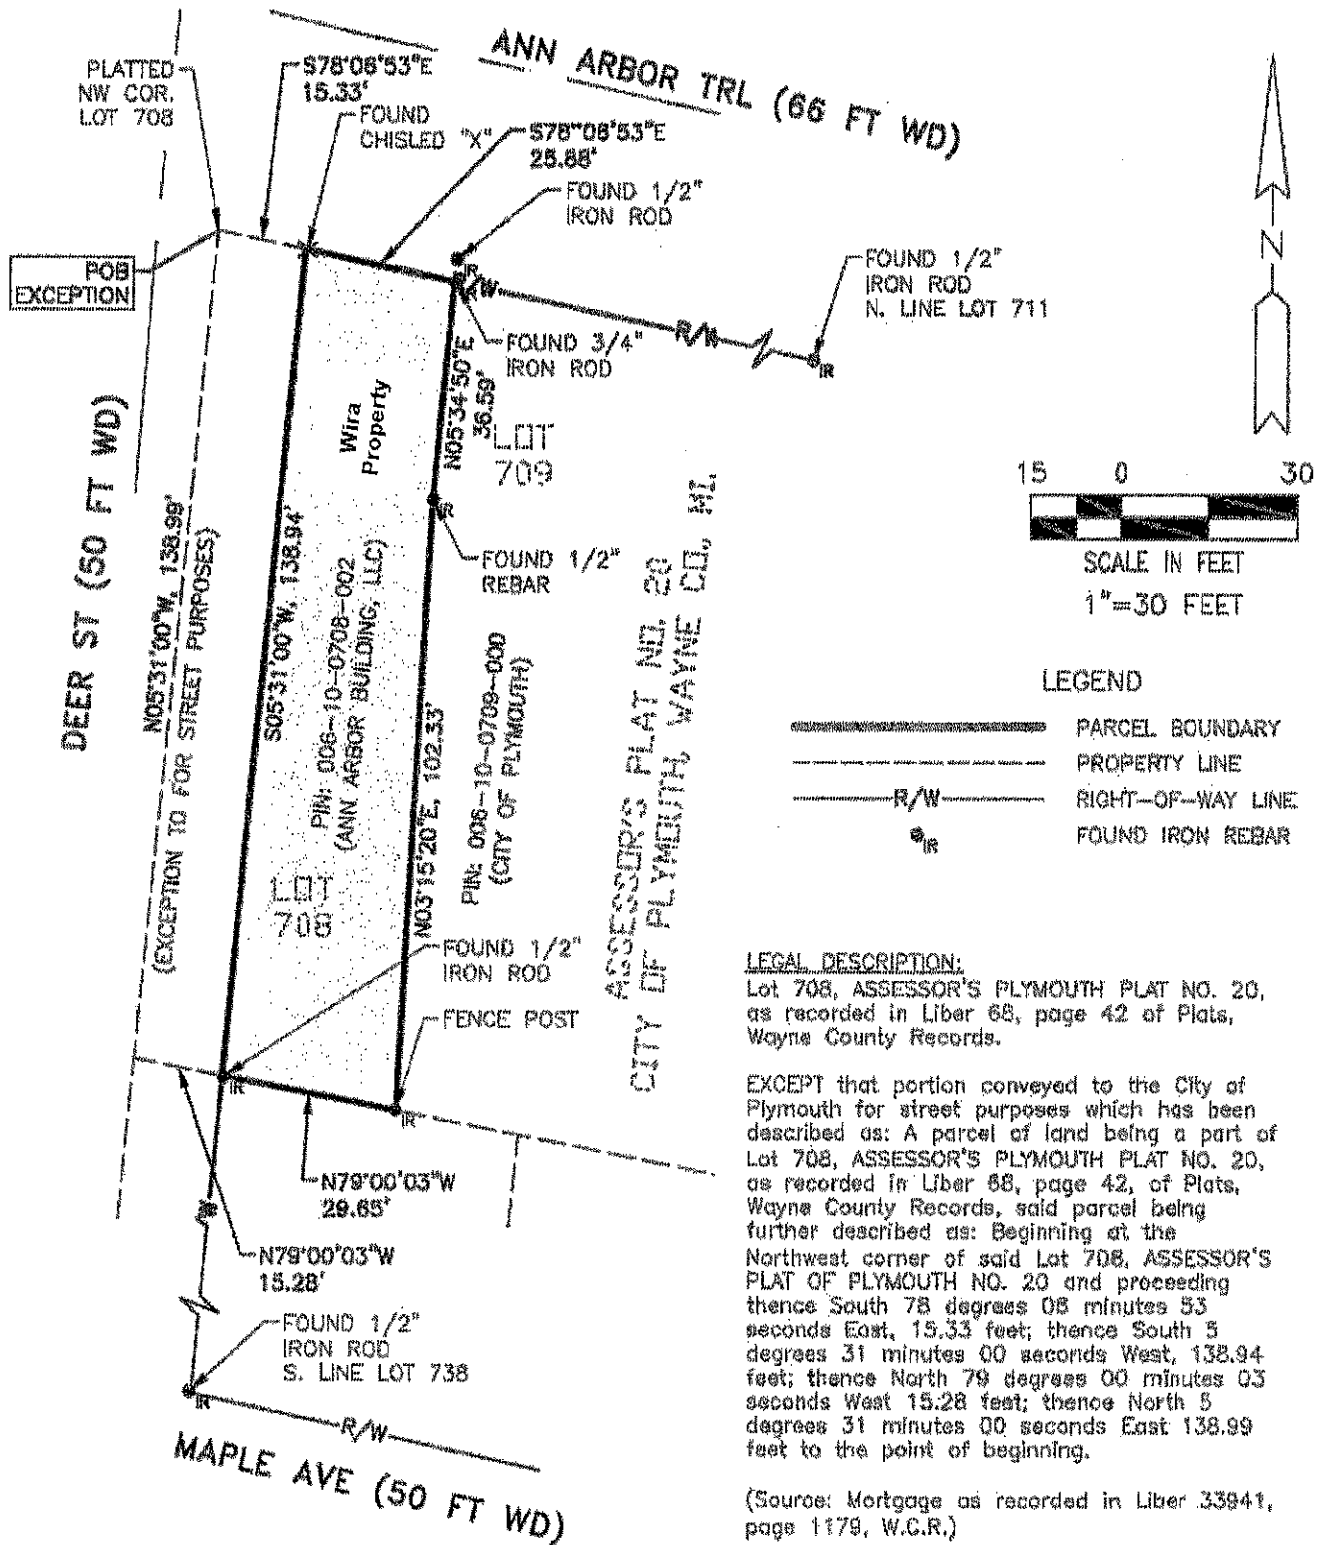 ANN ARBOR TRL (66 FT WD)
PLATTED
NW COR.
LOT 708
S78°08'53"E
15.33'
FOUND
CHISLED "X"
S78°08'53"E
25.88'
FOUND 1/2"
IRON ROD
IR
POB
EXCEPTION
R/W
R/W
FOUND 1/2"
IRON ROD
N. LINE LOT 711
IR
FOUND 3/4"
IRON ROD
N
DEER ST (50 FT WD)
N05°31'00"W, 138.99'
(EXCEPTION TO FOR STREET PURPOSES)
S05°31'00"W, 138.94'
Wira
Property
N05°34'50"E
36.59'
LOT
709
IR
FOUND 1/2"
REBAR
PIN: 006-10-0708-002
(ANN ARBOR BUILDING, LLC)
N03°15'20"E, 102.33'
PIN: 006-10-0709-000
(CITY OF PLYMOUTH)
ASSESSOR'S PLAT NO. 20
CITY OF PLYMOUTH, WAYNE CO., MI.
LOT
708
FOUND 1/2"
IRON ROD
FENCE POST
IR
IR
N79°00'03"W
29.65'
N79°00'03"W
15.28'
FOUND 1/2"
IRON ROD
S. LINE LOT 738
IR
R/W
MAPLE AVE (50 FT WD)
15 0 30
SCALE IN FEET
1"=30 FEET
LEGEND
PARCEL BOUNDARY
PROPERTY LINE
R/W RIGHT-OF-WAY LINE
IR FOUND IRON REBAR
LEGAL DESCRIPTION:
Lot 708, ASSESSOR'S PLYMOUTH PLAT NO. 20,
as recorded in Liber 68, page 42 of Plats,
Wayne County Records.
EXCEPT that portion conveyed to the City of
Plymouth for street purposes which has been
described as: A parcel of land being a part of
Lot 708, ASSESSOR'S PLYMOUTH PLAT NO. 20,
as recorded in Liber 68, page 42, of Plats,
Wayne County Records, said parcel being
further described as: Beginning at the
Northwest corner of said Lot 708, ASSESSOR'S
PLAT OF PLYMOUTH NO. 20 and proceeding
thence South 78 degrees 08 minutes 53
seconds East, 15.33 feet; thence South 5
degrees 31 minutes 00 seconds West, 138.94
feet; thence North 79 degrees 00 minutes 03
seconds West 15.28 feet; thence North 5
degrees 31 minutes 00 seconds East 138.99
feet to the point of beginning.
(Source: Mortgage as recorded in Liber 33941,
page 1179, W.C.R.)